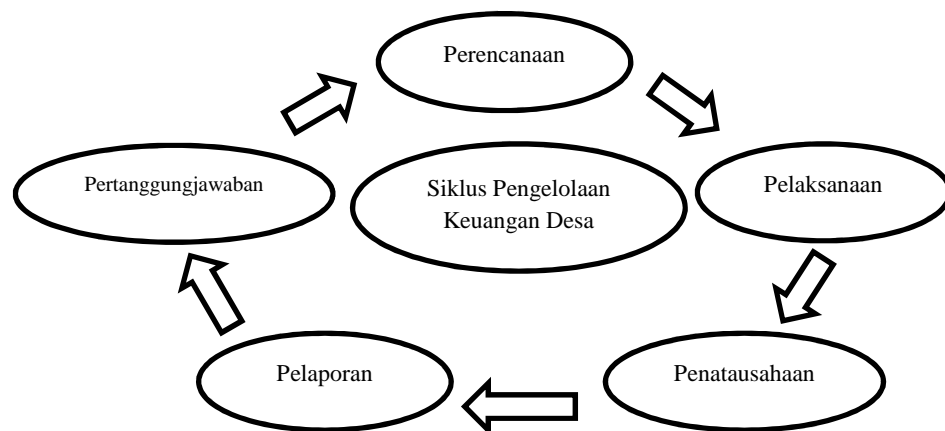 Perencanaan
Pertanggungjawaban
Siklus Pengelolaan
Keuangan Desa
Pelaksanaan
Pelaporan
Penatausahaan